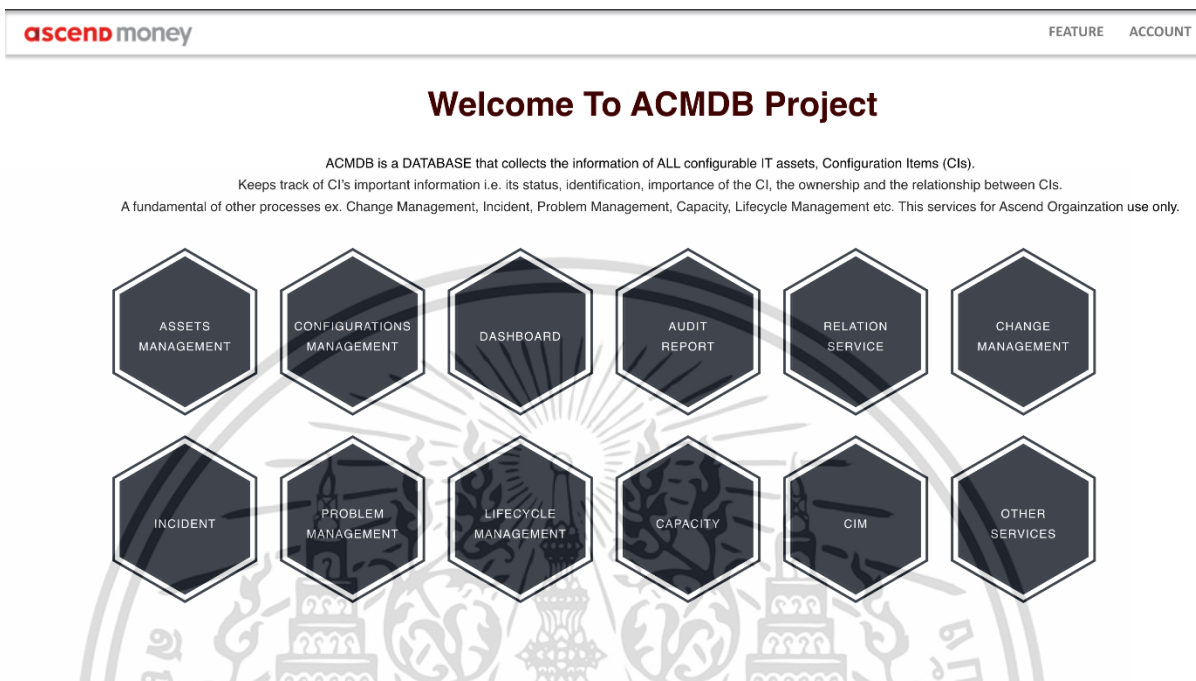 ascend money
FEATURE ACCOUNT
Welcome To ACMDB Project
ACMDB is a DATABASE that collects the information of ALL configurable IT assets, Configuration Items (CIs).
Keeps track of CI's important information i.e. its status, identification, importance of the CI, the ownership and the relationship between CIs.
A fundamental of other processes ex. Change Management, Incident, Problem Management, Capacity, Lifecycle Management etc. This services for Ascend Orgainzation use only.
ASSETS
MANAGEMENT
CONFIGURATIONS
MANAGEMENT
DASHBOARD
AUDIT
REPORT
RELATION
SERVICE
CHANGE
MANAGEMENT
INCIDENT
PROBLEM
MANAGEMENT
LIFECYCLE
MANAGEMENT
CAPACITY
CIM
OTHER
SERVICES